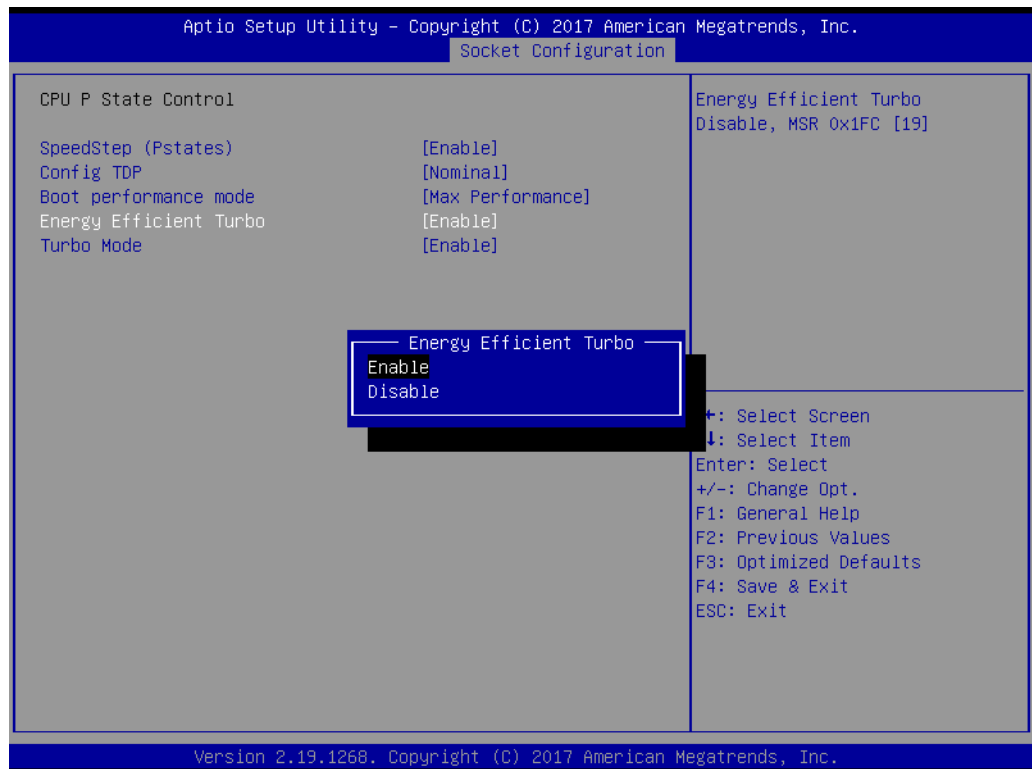 Aptio Setup Utility – Copyright (C) 2017 American Megatrends, Inc.
Socket Configuration
CPU P State Control
SpeedStep (Pstates) [Enable]
Config TDP [Nominal]
Boot performance mode [Max Performance]
Energy Efficient Turbo [Enable]
Turbo Mode [Enable]
Energy Efficient Turbo
Disable, MSR 0x1FC [19]
Energy Efficient Turbo
Enable
Disable
←: Select Screen
↓: Select Item
Enter: Select
+/-: Change Opt.
F1: General Help
F2: Previous Values
F3: Optimized Defaults
F4: Save & Exit
ESC: Exit
Version 2.19.1268. Copyright (C) 2017 American Megatrends, Inc.